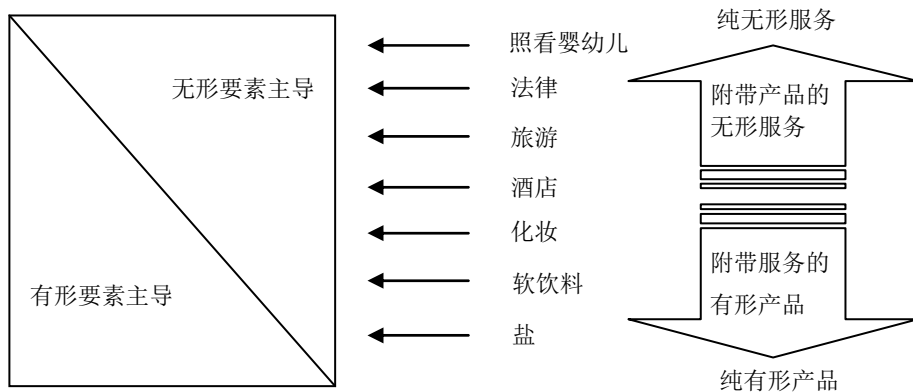 纯无形服务
照看婴幼儿
无形要素主导
法律
附带产品的
无形服务
旅游
酒店
化妆
有形要素主导
软饮料
附带服务的
有形产品
盐
纯有形产品